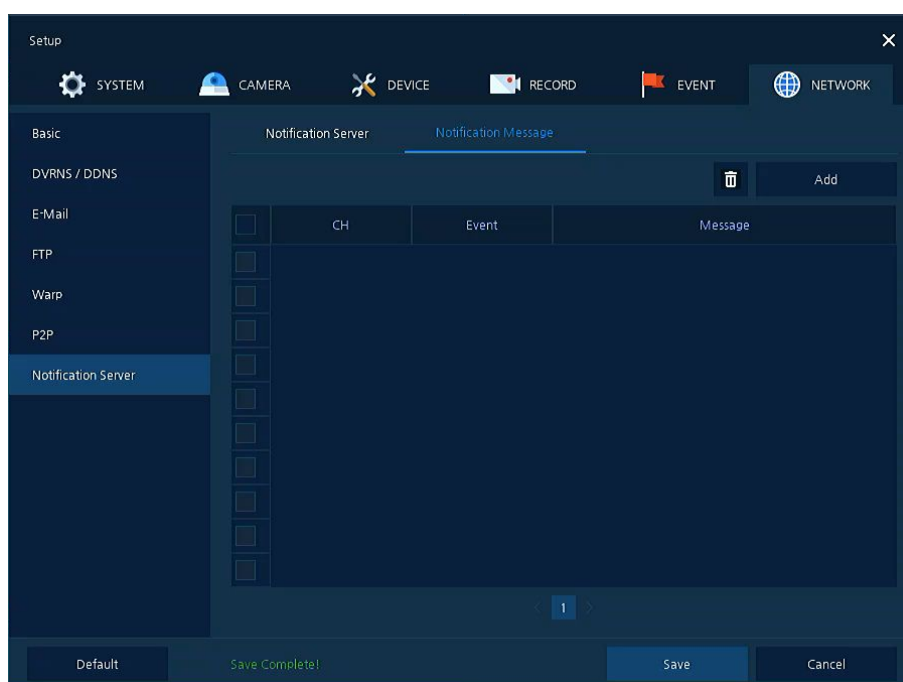 Setup
SYSTEM CAMERA DEVICE RECORD EVENT NETWORK
Basic
DVRNS / DDNS
E-Mail
FTP
Warp
P2P
Notification Server
Notification Server Notification Message
Add
CH Event Message
1
Default Save Complete! Save Cancel